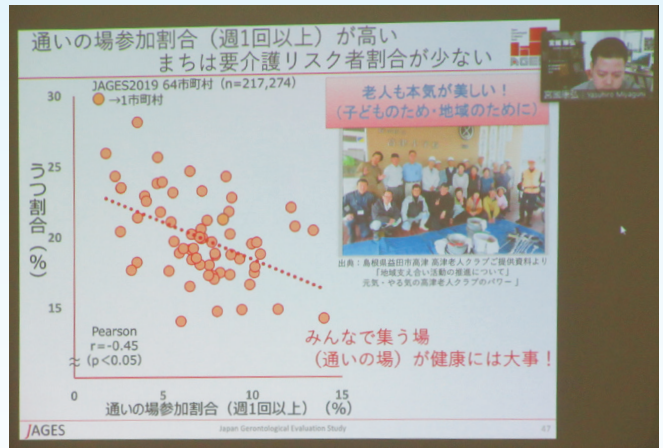 通いの場参加割合（週1回以上）が高い
まちは要介護リスク者割合が少ない
JAGES
JAGES2019 64市町村（n=217,274）
→1市町村
老人も本気が美しい！
（子どものため・地域のために）
30
25
20
15
うつ割合（%）
出典：島根県益田市高津 高津老人クラブご提供資料より
「地域支え合い活動の推進について」
元気・やる気の高津老人クラブのパワー 」
みんなで集う場
（通いの場）が健康には大事！
Pearson
r=-0.45
(p<0.05)
≈
0
5
10
15
通いの場参加割合（週1回以上）（%）
JAGES
Japan Gerontological Evaluation Study
47